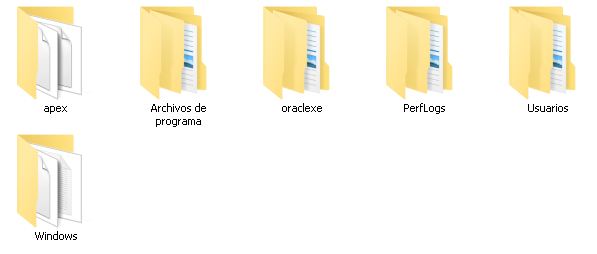 apex
Archivos de
programa
oraclexe
PerfLogs
Usuarios
Windows